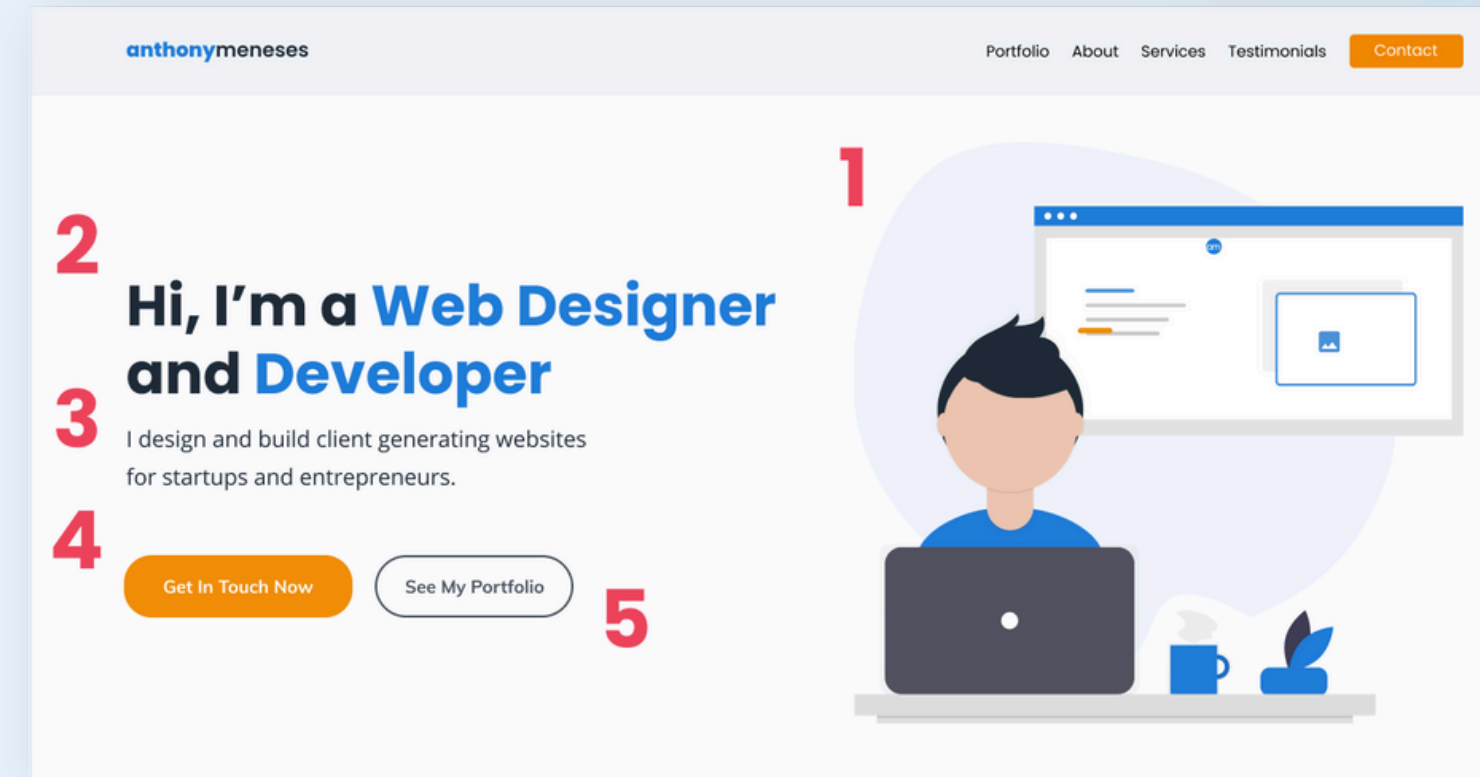 anthonymeneses
Portfolio About Services Testimonials Contact
1
2
Hi, I’m a Web Designer
and Developer
3
I design and build client generating websites
for startups and entrepreneurs.
4
Get In Touch Now See My Portfolio
5